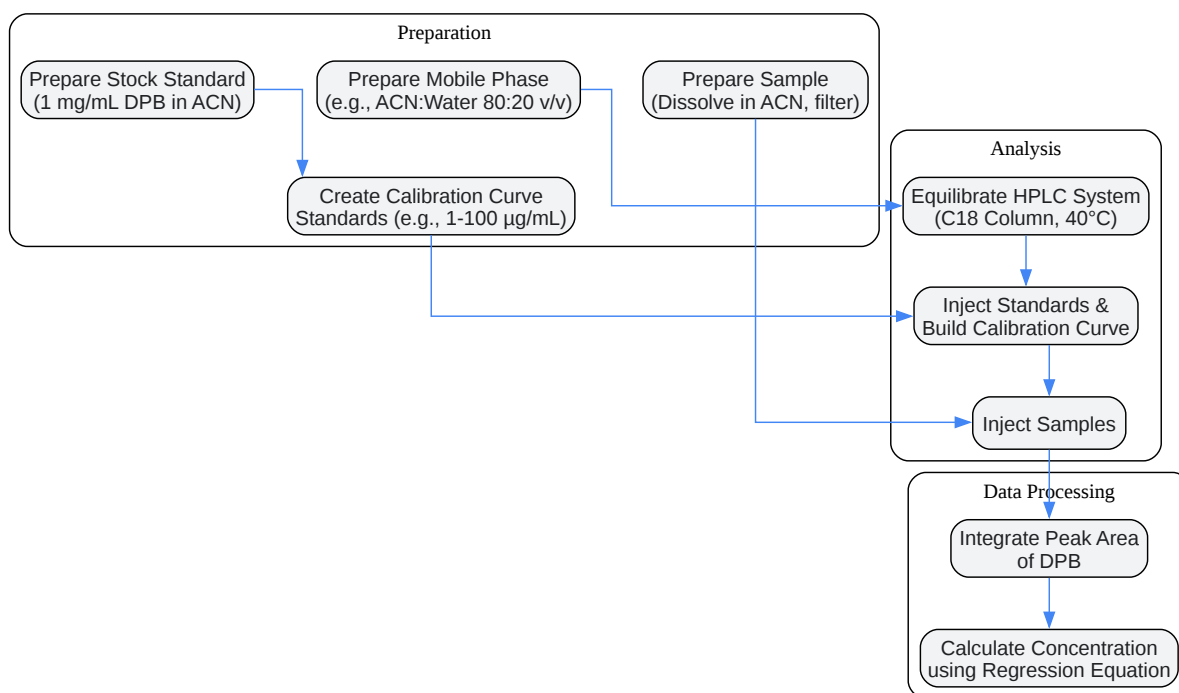 Preparation
Prepare Stock Standard
(1 mg/mL DPB in ACN)
Prepare Mobile Phase
(e.g., ACN:Water 80:20 v/v)
Prepare Sample
(Dissolve in ACN, filter)
Create Calibration Curve
Standards (e.g., 1-100 µg/mL)
Analysis
Equilibrate HPLC System
(C18 Column, 40°C)
Inject Standards &
Build Calibration Curve
Inject Samples
Data Processing
Integrate Peak Area
of DPB
Calculate Concentration
using Regression Equation